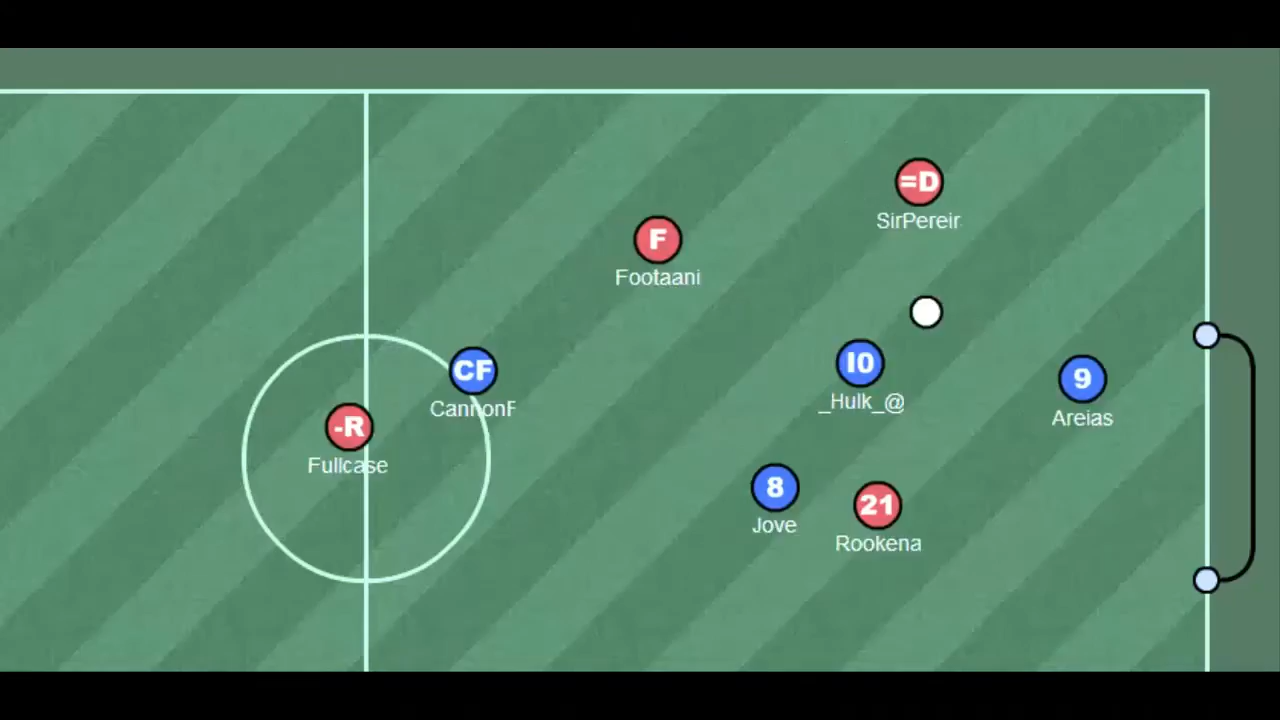 =D
SirPereir
F
Footaani
I0
_Hulk_@
CF
CannonF
9
Areias
-R
Fullcase
8
Jove
21
Rookena